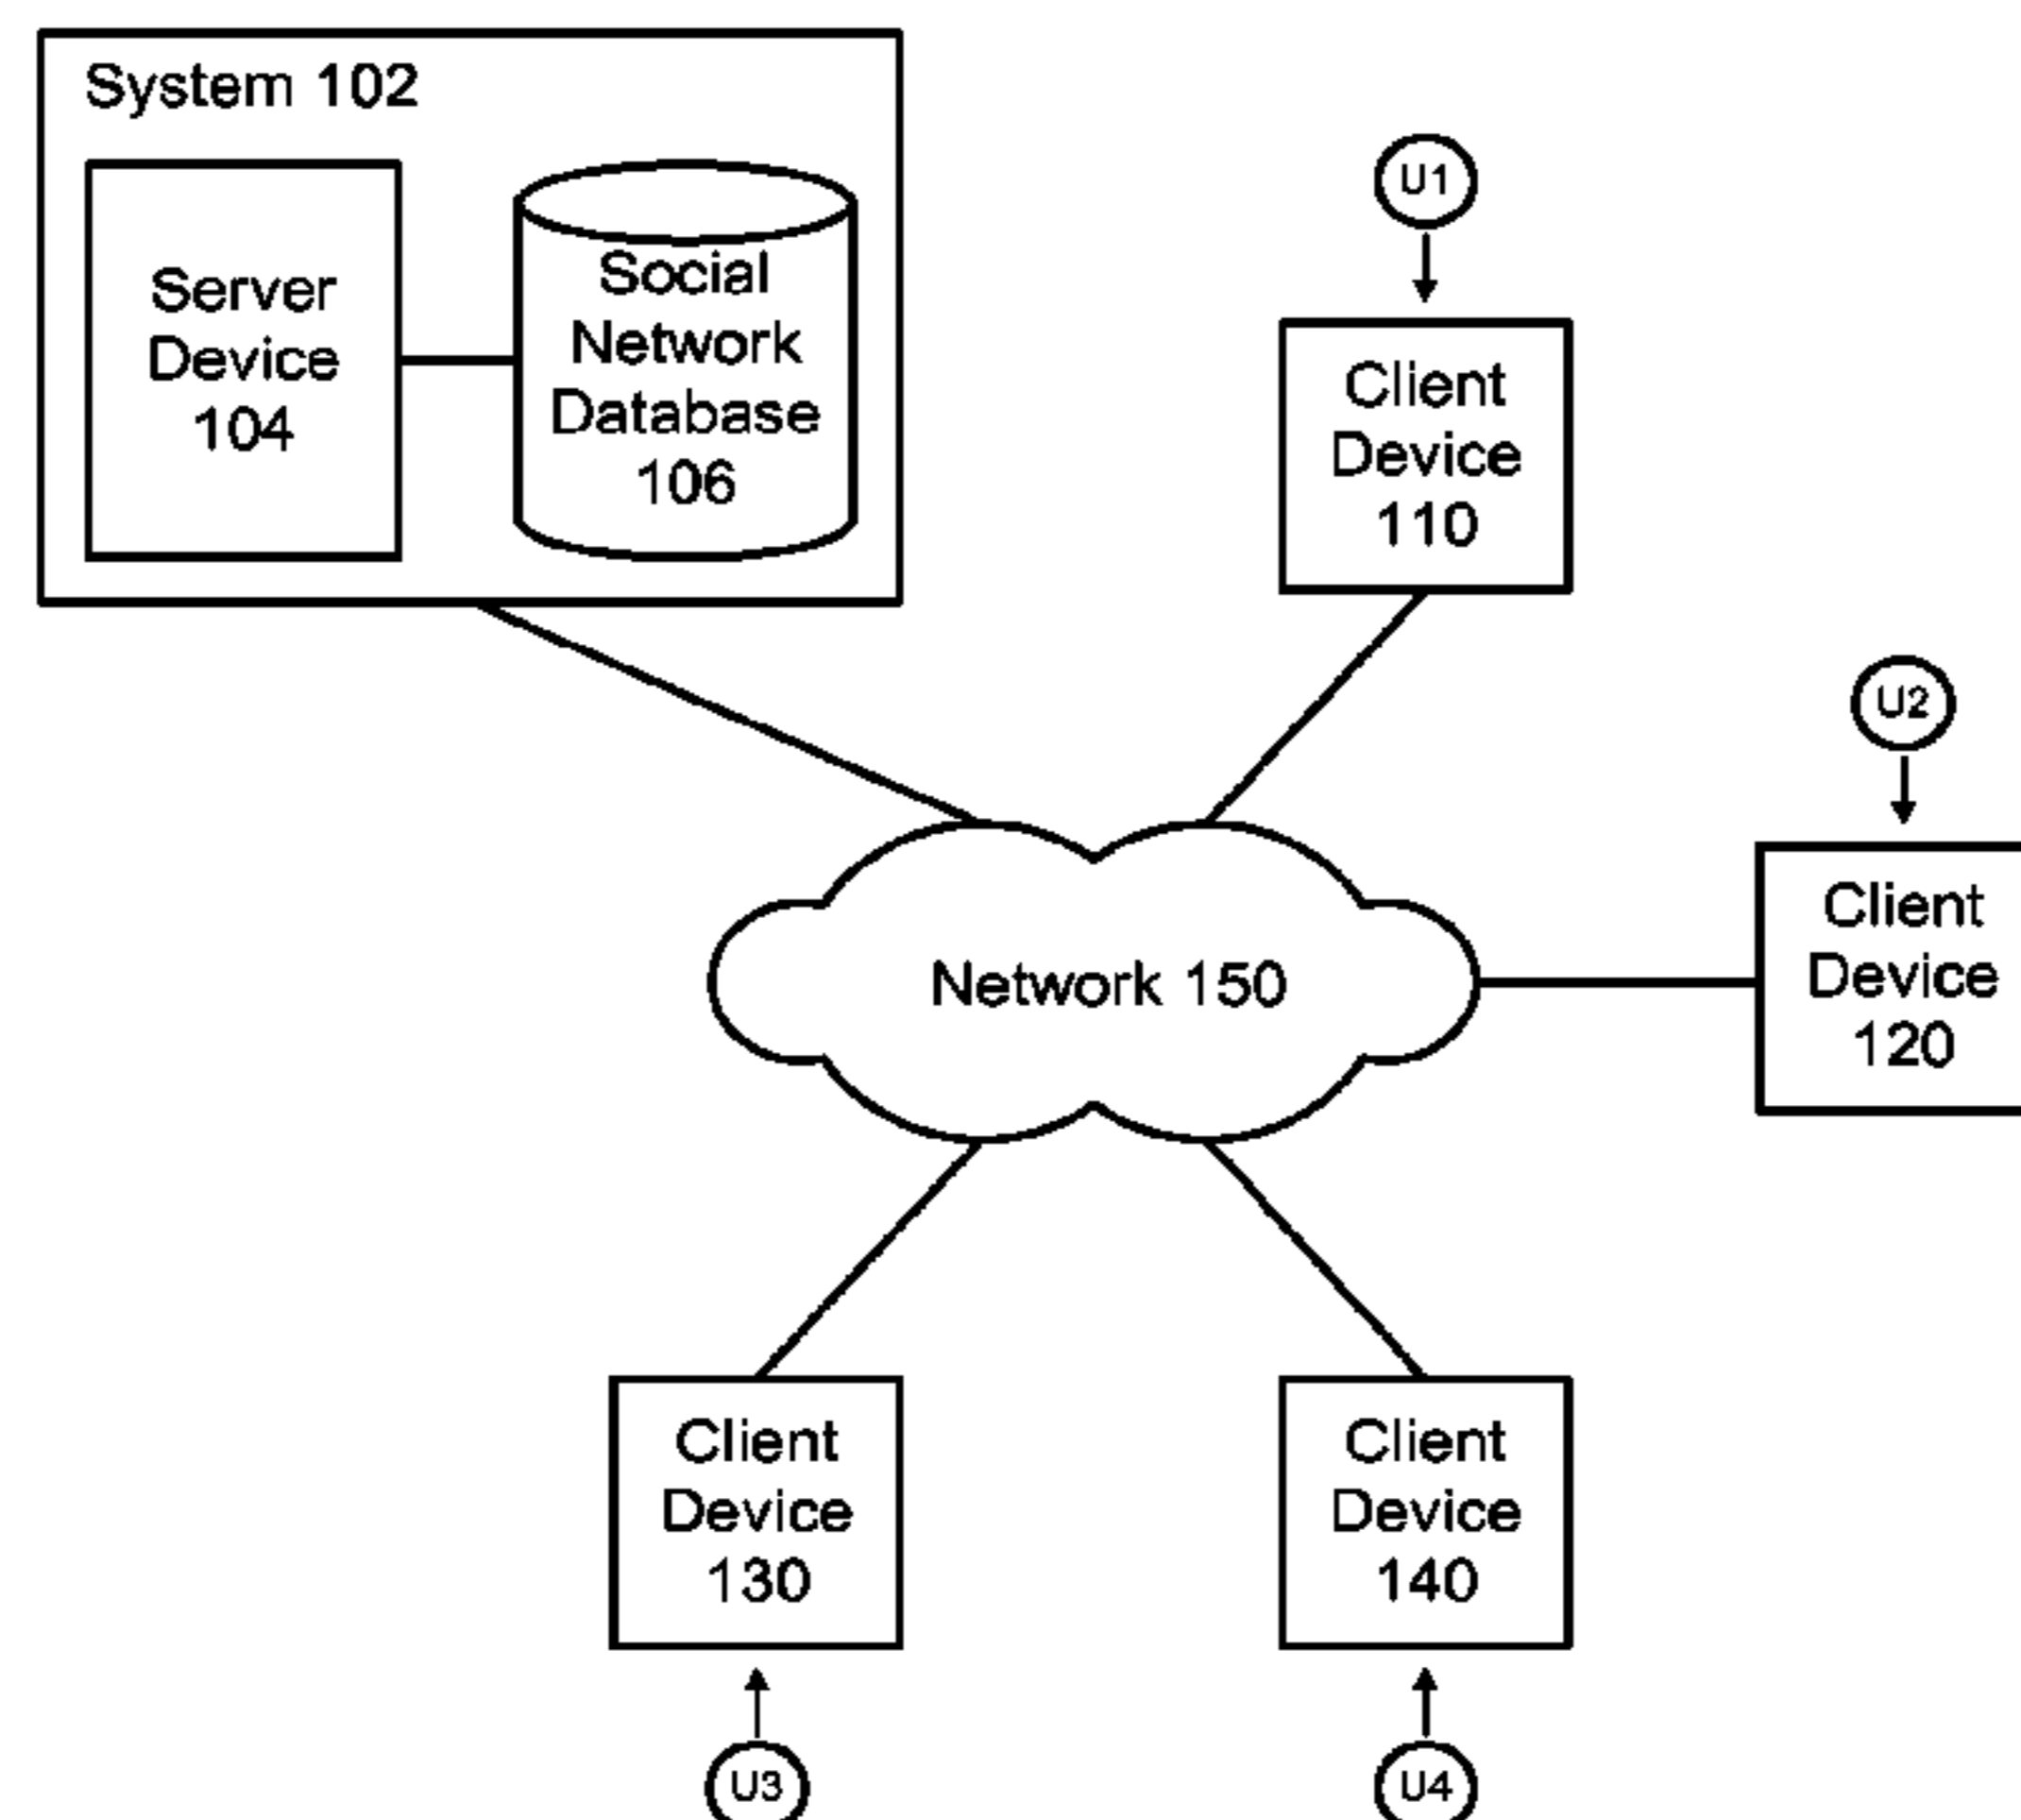 System 102
Server
Device
104
Social
Network
Database
106
U1
Client
Device
110
U2
Client
Device
120
Network 150
Client
Device
130
Client
Device
140
U3
U4